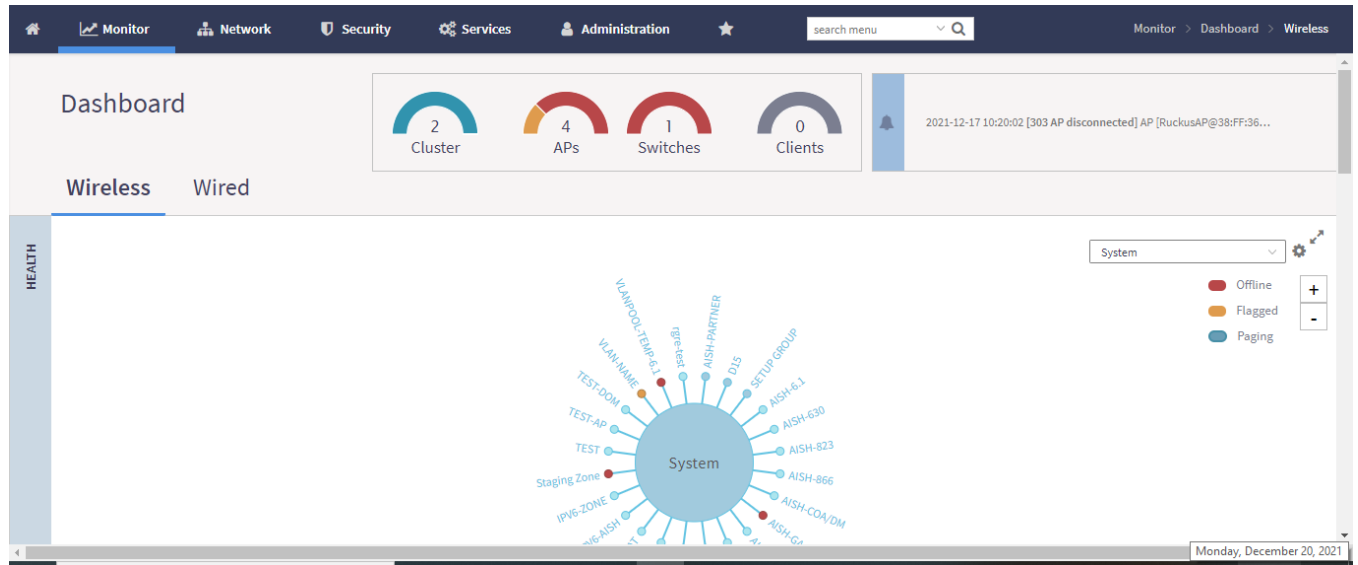 Monitor Network Security Services Administration search menu Monitor > Dashboard > Wireless
Dashboard
2 Cluster
4 APs
1 Switches
0 Clients
2021-12-17 10:20:02 [303 AP disconnected] AP [RuckusAP@38:FF:36...
Wireless Wired
HEALTH
System
Offline
Flagged
Paging
+
-
VLANPOOL-TEMP-6.1
rgre-test
AISH-PARTNER
D15
SETUP GROUP
VLAN-NAME
AISH-6.1
TEST-DOM
AISH-630
TEST-AP
AISH-823
TEST
System
AISH-866
Staging Zone
AISH-COA/DM
IPV6-ZONE
Monday, December 20, 2021